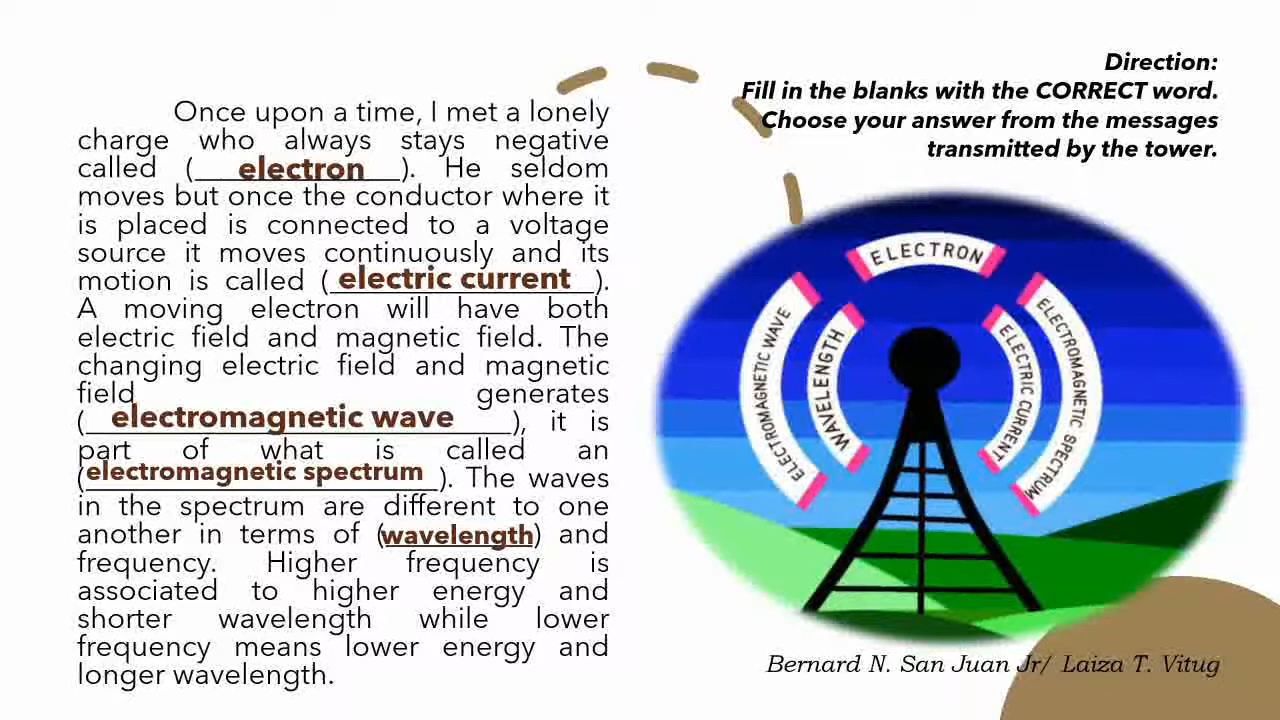 Once upon a time, I met a lonely
charge who always stays negative
called (electron). He seldom
moves but once the conductor where it
is placed is connected to a voltage
source it moves continuously and its
motion is called (electric current).
A moving electron will have both
electric field and magnetic field. The
changing electric field and magnetic
field generates
(electromagnetic wave), it is
part of what is called an
(electromagnetic spectrum). The waves
in the spectrum are different to one
another in terms of (wavelength) and
frequency. Higher frequency is
associated to higher energy and
shorter wavelength while lower
frequency means lower energy and
longer wavelength.
Direction:
Fill in the blanks with the CORRECT word.
Choose your answer from the messages
transmitted by the tower.
ELECTRON
ELECTROMAGNETIC WAVE
WAVELENGTH
ELECTRIC CURRENT
ELECTROMAGNETIC SPECTRUM
Bernard N. San Juan Jr/ Laiza T. Vitug